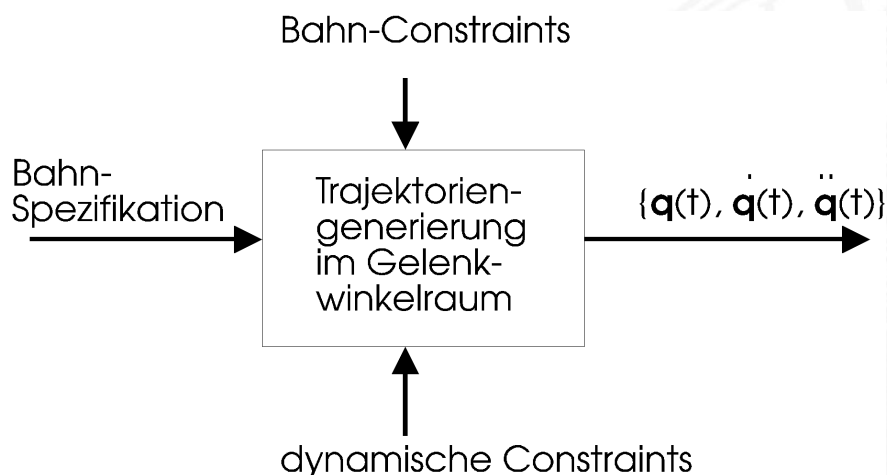 Bahn-Constraints
Bahn-
Spezifikation
Trajektorien-
generierung
im Gelenk-
winkelraum
{q(t), q̇(t), q̈(t)}
dynamische Constraints